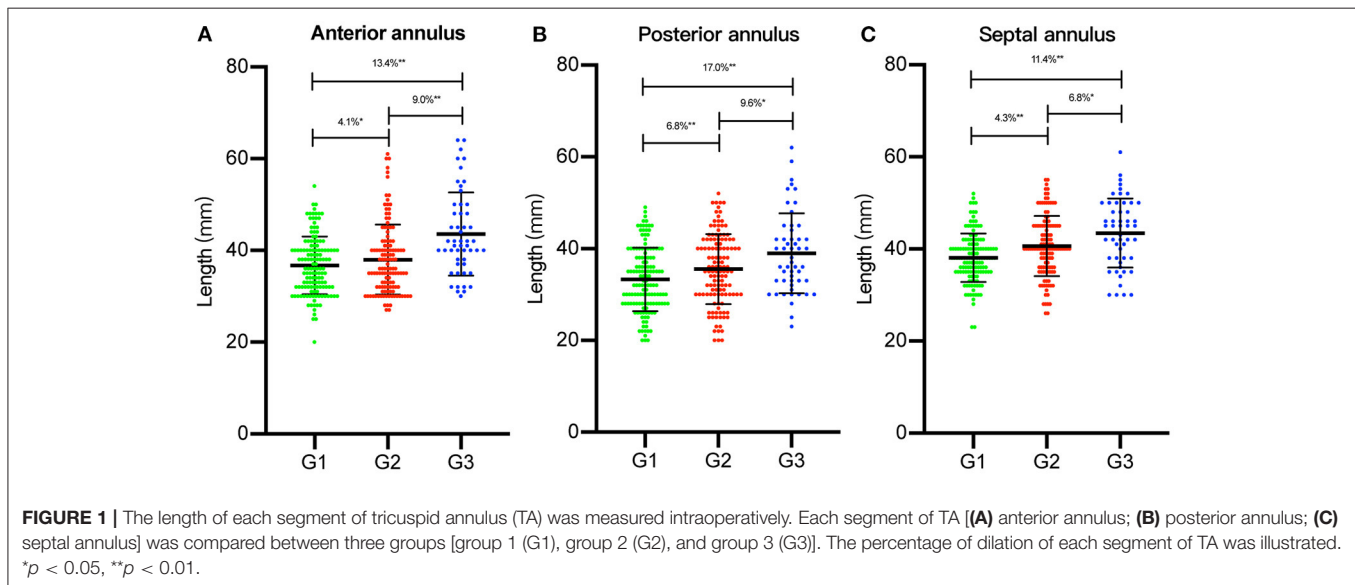 A
Anterior annulus
80
60
40
20
0
Length (mm)
13.4%**
9.0%**
4.1%*
G1 G2 G3
B
Posterior annulus
80
60
40
20
0
Length (mm)
17.0%**
9.6%*
6.8%**
G1 G2 G3
C
Septal annulus
80
60
40
20
0
Length (mm)
11.4%**
6.8%*
4.3%**
G1 G2 G3
FIGURE 1 | The length of each segment of tricuspid annulus (TA) was measured intraoperatively. Each segment of TA [(A) anterior annulus; (B) posterior annulus; (C)
septal annulus] was compared between three groups [group 1 (G1), group 2 (G2), and group 3 (G3)]. The percentage of dilation of each segment of TA was illustrated.
*p < 0.05, **p < 0.01.